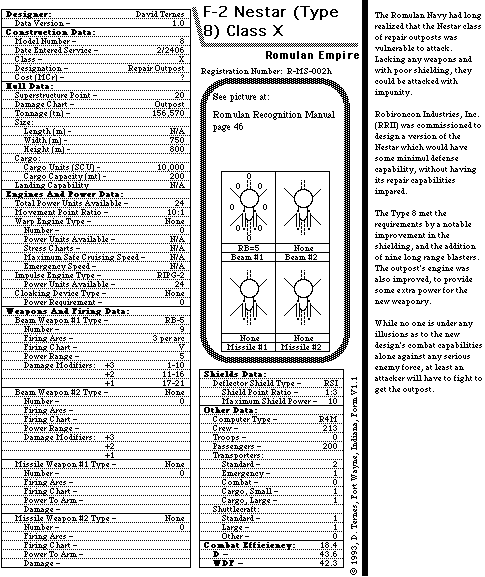 Designer: David Ternes
Data Version - 1.0
Construction Data:
Model Number - 8
Date Entered Service - 2/2406
Class - X
Designation - Repair Outpost
Cost (MCr) - ?
Hull Data:
Superstructure Point - 20
Damage Chart - Outpost
Tonnage (tn) - 156,570
Size:
Length (m) - N/A
Width (m) - 750
Height (m) - 800
Cargo:
Cargo Units (SCU) - 10,000
Cargo Capacity (mt) - 200
Landing Capability N/A
Engines And Power Data:
Total Power Units Available - 24
Movement Point Ratio - 10:1
Warp Engine Type - None
Number - 0
Power Units Available - N/A
Stress Charts - N/A
Maximum Safe Cruising Speed - N/A
Emergency Speed - N/A
Impulse Engine Type - RIPG-2
Power Units Available - 24
Cloaking Device Type - None
Power Requirement - 0
Weapons And Firing Data:
Beam Weapon #1 Type - RB-5
Number - 9
Firing Arcs - 3 per arc
Firing Chart - Y
Power Range - 5
Damage Modifiers: +3 1-10
+2 11-16
+1 17-21
Beam Weapon #2 Type - None
Number - 0
Firing Arcs -
Firing Chart -
Power Range -
Damage Modifiers: +3
+2
+1
Missile Weapon #1 Type - None
Number - 0
Firing Arcs -
Firing Chart -
Power To Arm -
Damage -
Missile Weapon #2 Type - None
Number - 0
Firing Arcs -
Firing Chart -
Power To Arm -
Damage -
F-2 Nestar (Type
8) Class X
Romulan Empire
Registration Number: R-MS-002h
See picture at:
Romulan Recognition Manual
page 46
RB=5 None
Beam #1 Beam #2
None None
Missile #1 Missile #2
Shields Data:
Deflector Shield Type - RSI
Shield Point Ratio - 1:3
Maximum Shield Power - 10
Other Data:
Computer Type - R4M
Crew - 213
Troops - 0
Passengers - 200
Transporters:
Standard - 2
Emergency - 1
Combat - 0
Cargo, Small - 1
Cargo, Large - 1
Shuttlecraft:
Standard - 1
Large - 1
Other - 0
Combat Efficiency: 18.4
D - 43.6
WDF - 42.3
© 1993, D. Ternes, Fort Wayne, Indiana, Form V1.1
The Romulan Navy had long
realized that the Nestar class
of repair outposts was
vulnerable to attack.
Lacking any weapons and
with poor shielding, they
could be attacked with
impunity.
Robironcon Industries, Inc.
(RRII) was commissioned to
design a version of the
Nestar which would have
some minimal defense
capability, without having
its repair capabilities
impared.
The Type 8 met the
requirements by a notable
improvement in the
shielding, and the addition
of nine long range blasters.
The outpost's engine was
also improved, to provide
some extra power for the
new weaponry.
While no one is under any
illusions as to the new
design's combat capabilities
alone against any serious
enemy force, at least an
attacker will have to fight to
get the outpost.